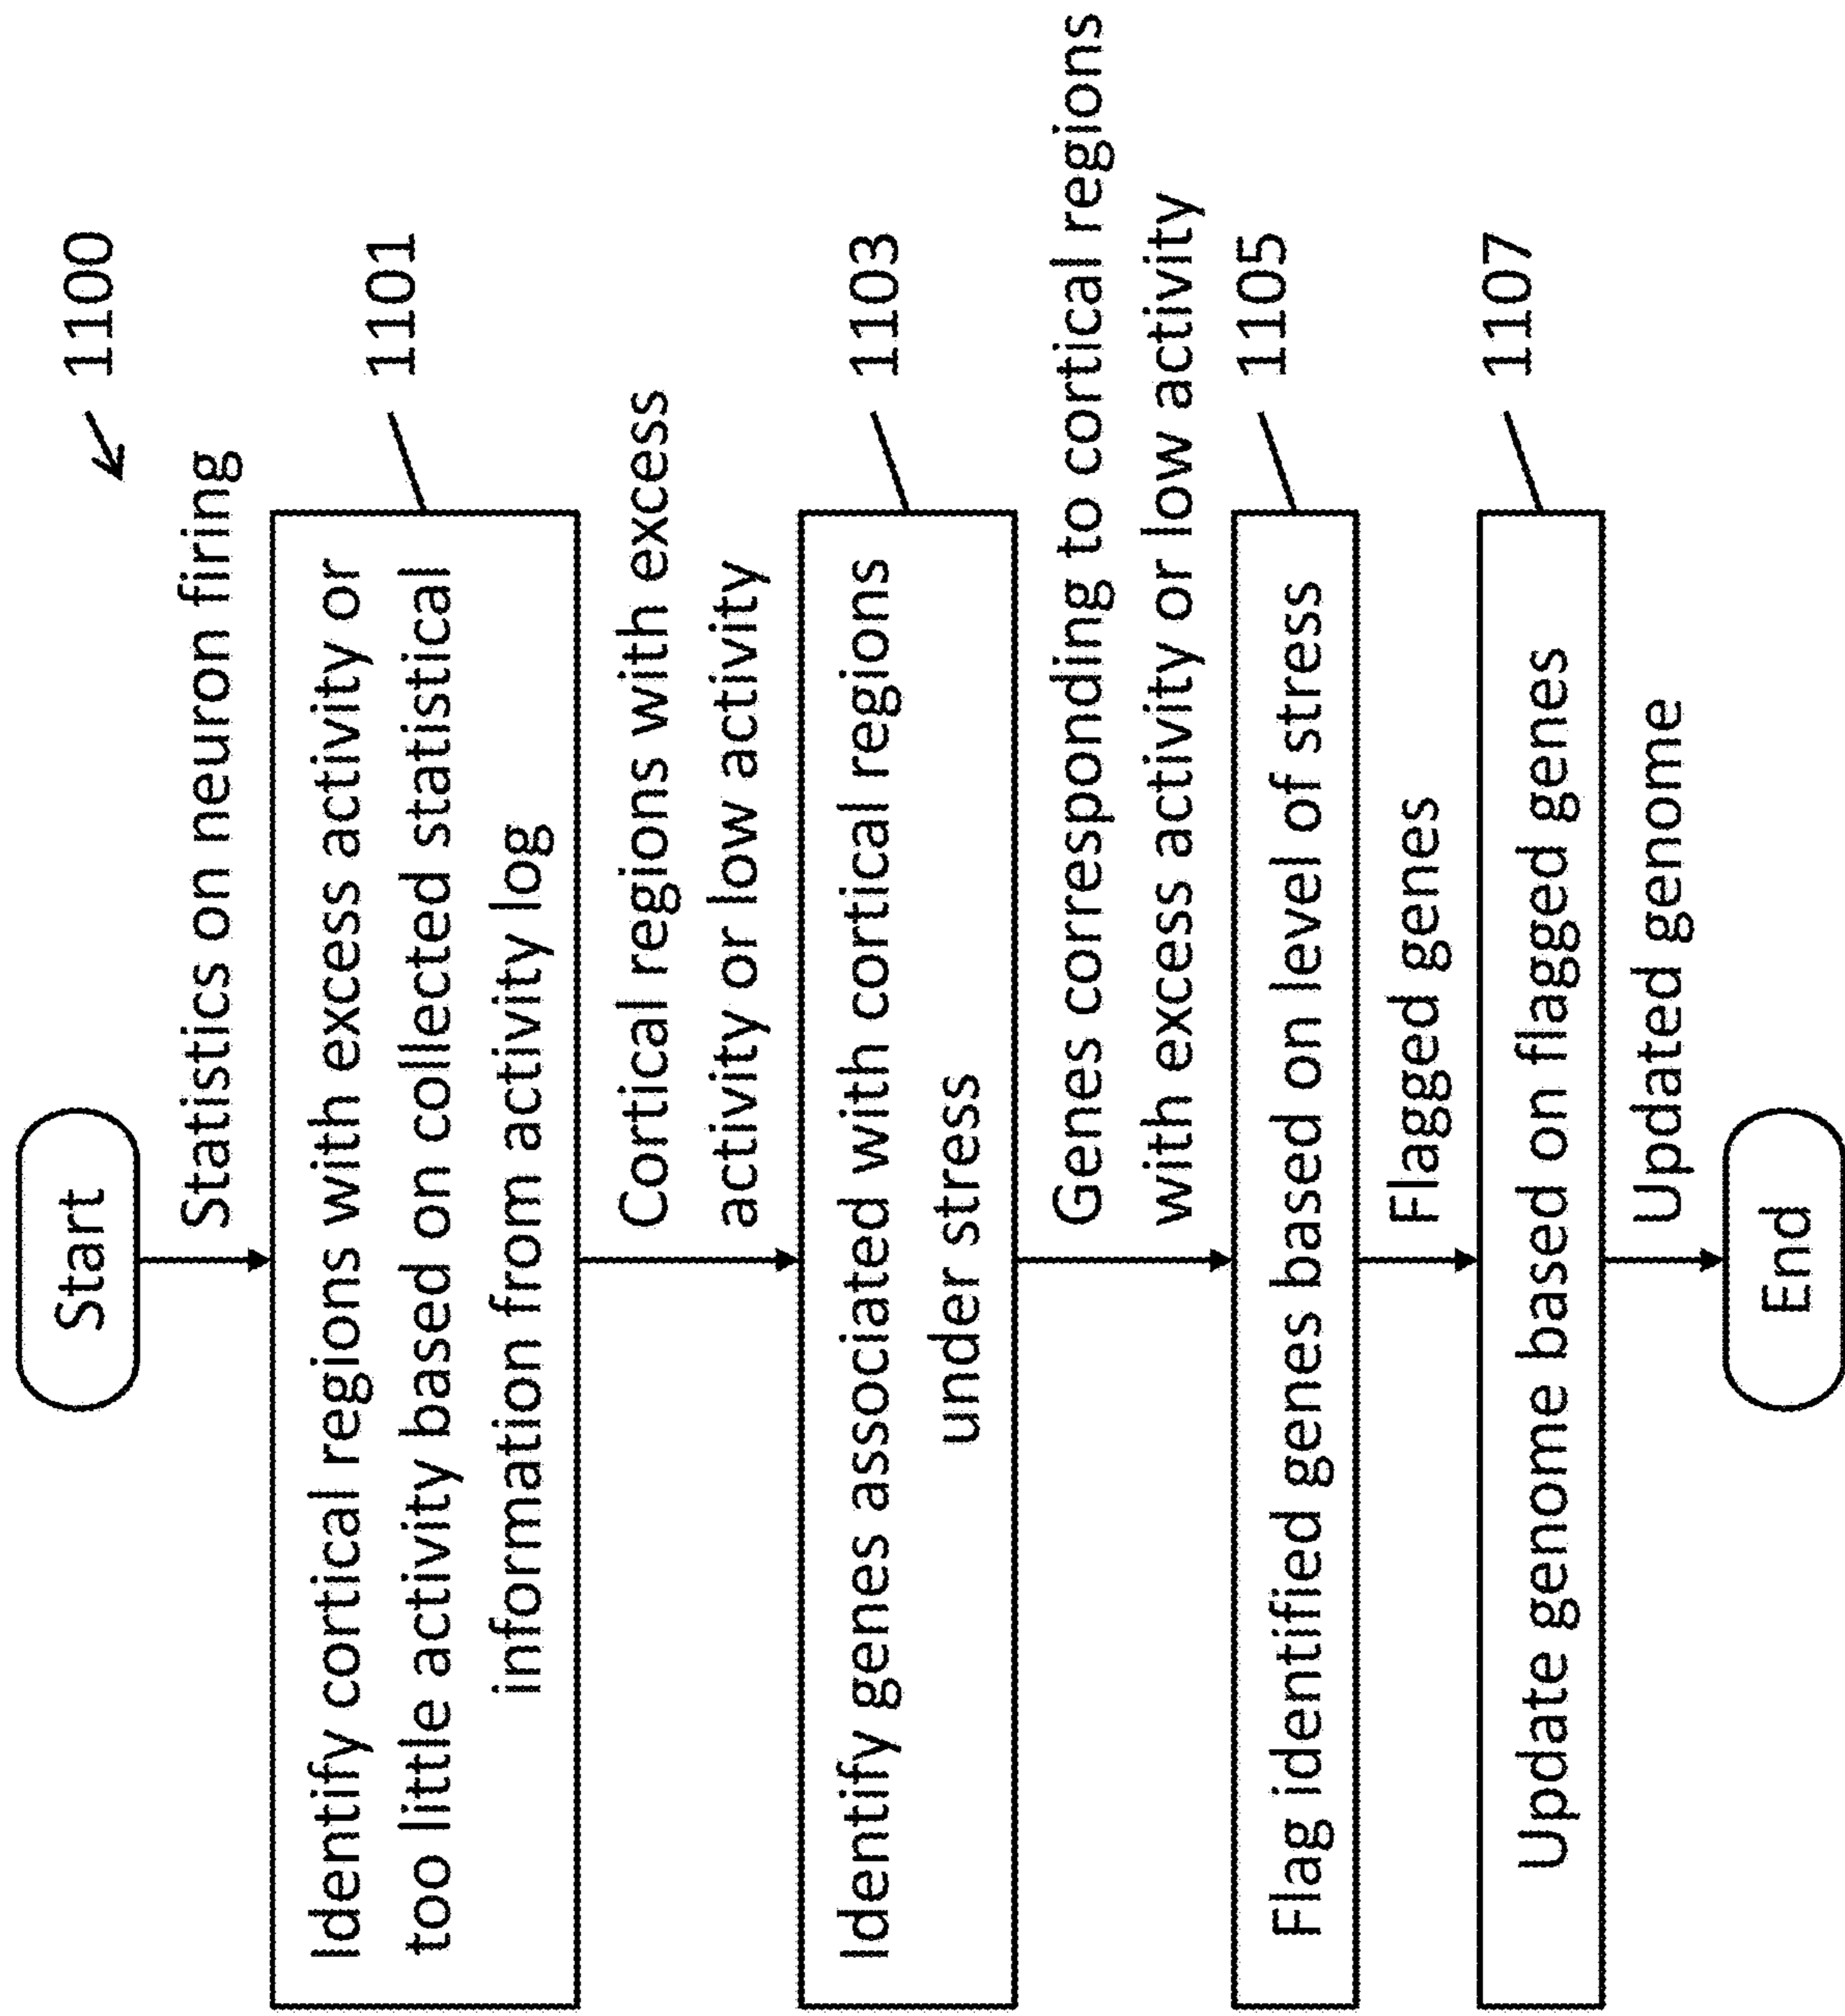 1100
Start
Statistics on neuron firing
Identify cortical regions with excess activity or
too little activity based on collected statistical
information from activity log
1101
Cortical regions with excess
activity or low activity
Identify genes associated with cortical regions
under stress
1103
Genes corresponding to cortical regions
with excess activity or low activity
Flag identified genes based on level of stress
1105
Flagged genes
Update genome based on flagged genes
1107
Updated genome
End